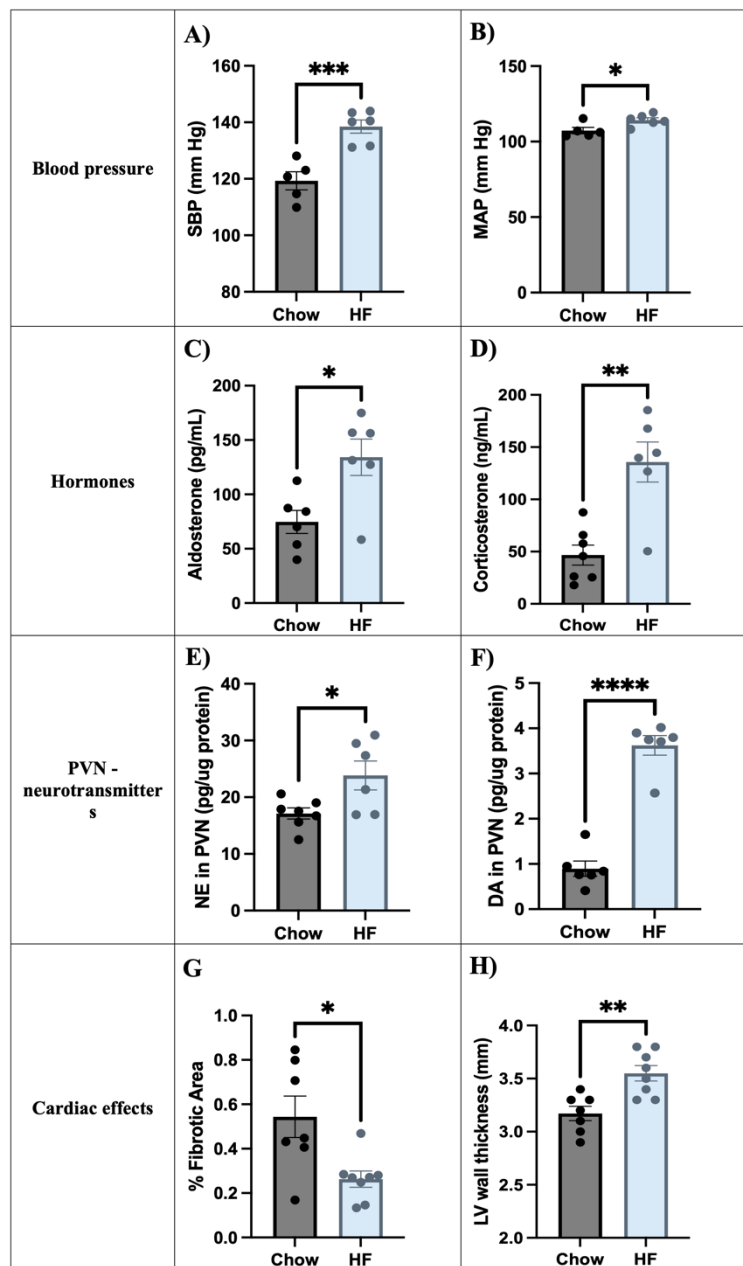 Blood pressure
A)
***
SBP (mm Hg)
160
140
120
100
80
Chow
HF
B)
*
MAP (mm Hg)
150
100
50
0
Chow
HF
Hormones
C)
*
Aldosterone (pg/mL)
200
150
100
50
0
Chow
HF
D)
**
Corticosterone (ng/mL)
200
150
100
50
0
Chow
HF
PVN -
neurotransmitter
s
E)
*
NE in PVN (pg/ug protein)
40
30
20
10
0
Chow
HF
F)
****
DA in PVN (pg/ug protein)
5
4
3
2
1
0
Chow
HF
Cardiac effects
G
*
% Fibrotic Area
1.0
0.8
0.6
0.4
0.2
0.0
Chow
HF
H)
**
LV wall thickness (mm)
4.0
3.5
3.0
2.5
2.0
Chow
HF